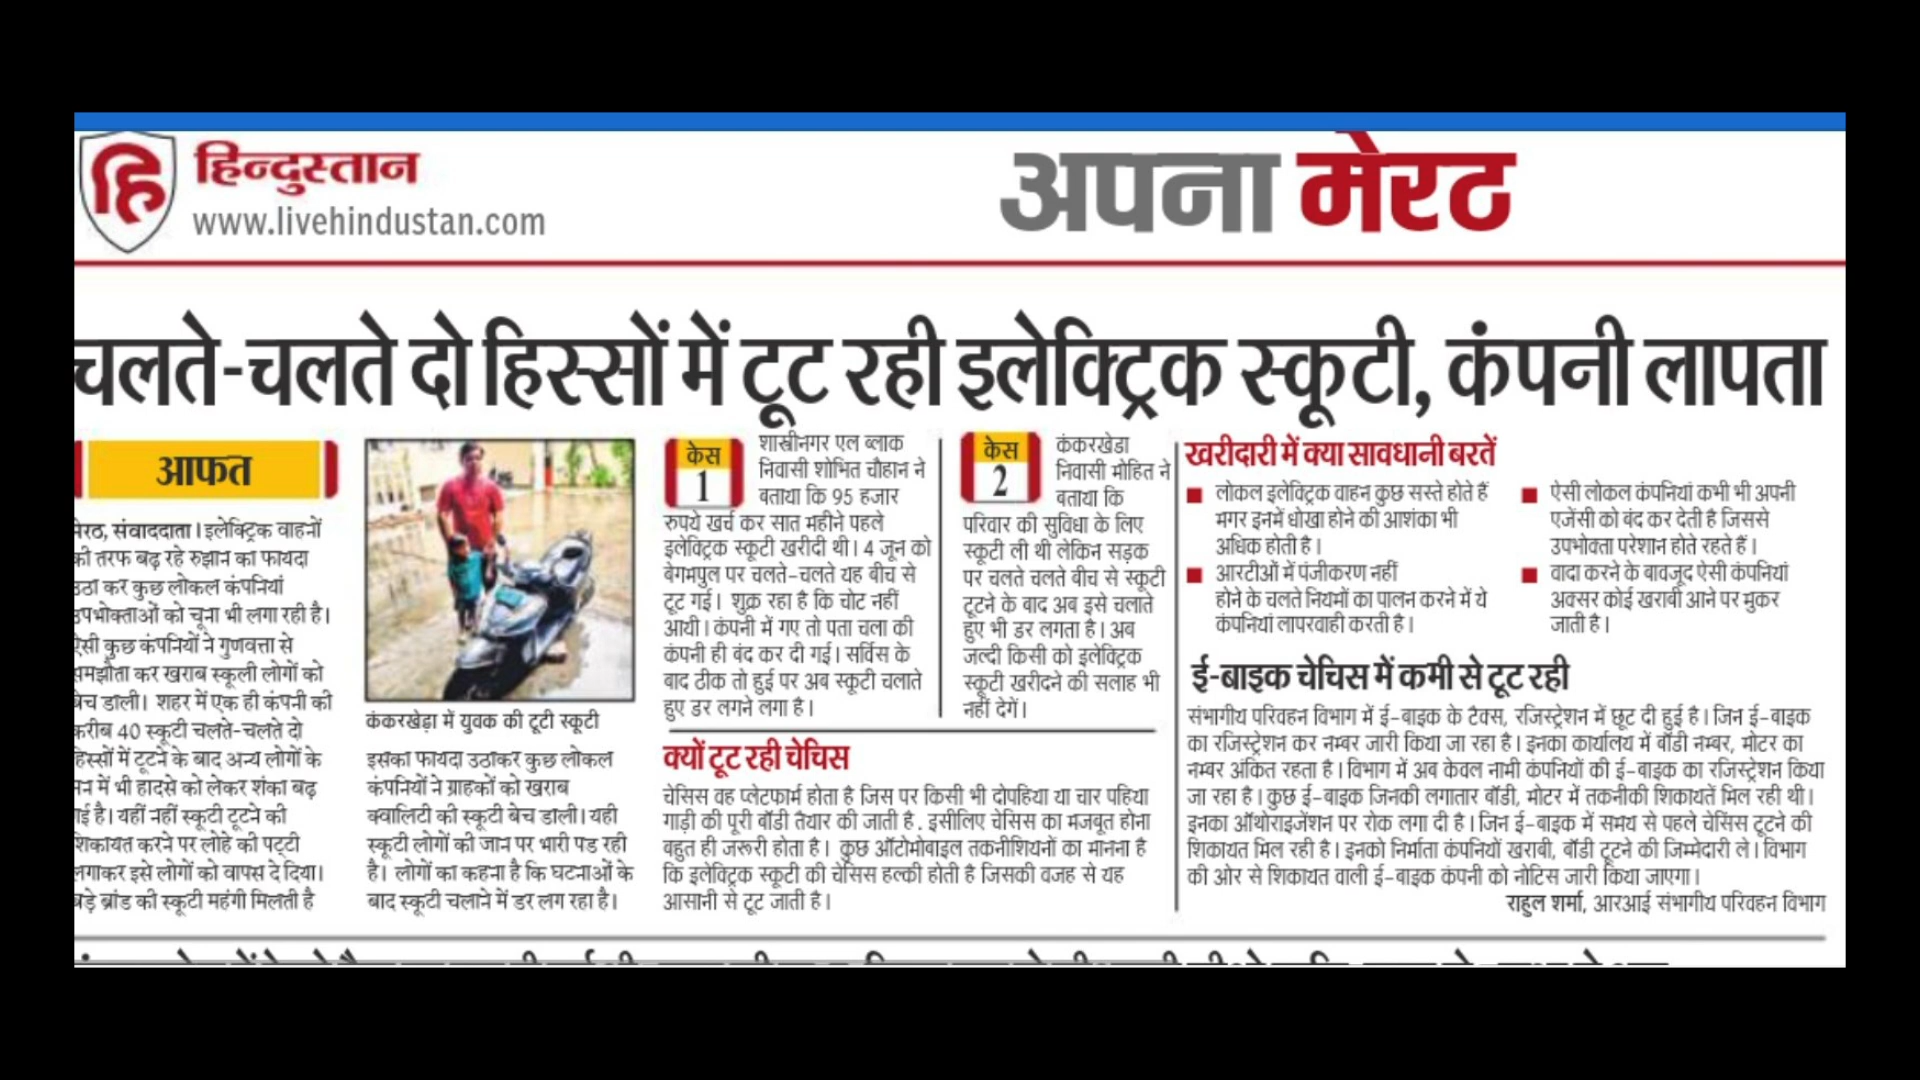 हि
हिन्दुस्तान
www.livehindustan.com
अपना मेरठ
चलते-चलते दो हिस्सों में टूट रही इलेक्ट्रिक स्कूटी, कंपनी लापता
आफत
मेरठ, संवाददाता। इलेक्ट्रिक वाहनों
की तरफ बढ़ रहे रुझान का फायदा
उठा कर कुछ लोकल कंपनियां
उपभोक्ताओं को चूना भी लगा रही है।
ऐसी कुछ कंपनियों ने गुणवत्ता से
समझौता कर खराब स्कूली लोगों को
बेच डाली। शहर में एक ही कंपनी की
करीब 40 स्कूटी चलते-चलते दो
हिस्सों में टूटने के बाद अन्य लोगों के
मन में भी हादसे को लेकर शंका बढ़
गई है। यहीं नहीं स्कूटी टूटने की
शिकायत करने पर लोहे की पट्टी
लगाकर इसे लोगों को वापस दे दिया।
बड़े ब्रांड की स्कूटी महंगी मिलती है
कंकरखेड़ा में युवक की टूटी स्कूटी
इसका फायदा उठाकर कुछ लोकल
कंपनियों ने ग्राहकों को खराब
क्वालिटी की स्कूटी बेच डाली। यही
स्कूटी लोगों की जान पर भारी पड रही
है। लोगों का कहना है कि घटनाओं के
बाद स्कूटी चलाने में डर लग रहा है।
केस
1
शास्त्रीनगर एल ब्लाक
निवासी शोभित चौहान ने
बताया कि 95 हजार
रुपये खर्च कर सात महीने पहले
इलेक्ट्रिक स्कूटी खरीदी थी। 4 जून को
बेगमपुल पर चलते-चलते यह बीच से
टूट गई। शुक्र रहा है कि चोट नहीं
आयी। कंपनी में गए तो पता चला की
कंपनी ही बंद कर दी गई। सर्विस के
बाद ठीक तो हुई पर अब स्कूटी चलाते
हुए डर लगने लगा है।
केस
2
कंकरखेडा
निवासी मोहित ने
बताया कि
परिवार की सुविधा के लिए
स्कूटी ली थी लेकिन सड़क
पर चलते चलते बीच से स्कूटी
टूटने के बाद अब इसे चलाते
हुए भी डर लगता है। अब
जल्दी किसी को इलेक्ट्रिक
स्कूटी खरीदने की सलाह भी
नहीं देगें।
क्यों टूट रही चेचिस
चेसिस वह प्लेटफार्म होता है जिस पर किसी भी दोपहिया या चार पहिया
गाड़ी की पूरी बॉडी तैयार की जाती है. इसीलिए चेसिस का मजबूत होना
बहुत ही जरूरी होता है। कुछ ऑटोमोबाइल तकनीशियनों का मानना है
कि इलेक्ट्रिक स्कूटी की चेसिस हल्की होती है जिसकी वजह से यह
आसानी से टूट जाती है।
खरीदारी में क्या सावधानी बरतें
लोकल इलेक्ट्रिक वाहन कुछ सस्ते होते हैं
मगर इनमें धोखा होने की आशंका भी
अधिक होती है।
आरटीओं में पंजीकरण नहीं
होने के चलते नियमों का पालन करने में ये
कंपनियां लापरवाही करती है।
ऐसी लोकल कंपनियां कभी भी अपनी
एजेंसी को बंद कर देती है जिससे
उपभोक्ता परेशान होते रहते हैं।
वादा करने के बावजूद ऐसी कंपनियां
अक्सर कोई खराबी आने पर मुकर
जाती है।
ई-बाइक चेचिस में कमी से टूट रही
संभागीय परिवहन विभाग में ई-बाइक के टैक्स, रजिस्ट्रेशन में छूट दी हुई है। जिन ई-बाइक
का रजिस्ट्रेशन कर नम्बर जारी किया जा रहा है। इनका कार्यालय में बॉडी नम्बर, मोटर का
नम्बर अंकित रहता है। विभाग में अब केवल नामी कंपनियों की ई-बाइक का रजिस्ट्रेशन किया
जा रहा है। कुछ ई-बाइक जिनकी लगातार बॉडी, मोटर में तकनीकी शिकायतें मिल रही थी।
इनका ऑथोराइजेंशन पर रोक लगा दी है। जिन ई-बाइक में समय से पहले चेसिंस टूटने की
शिकायत मिल रही है। इनको निर्माता कंपनियों खराबी, बॉडी टूटने की जिम्मेदारी ले। विभाग
की ओर से शिकायत वाली ई-बाइक कंपनी को नोटिस जारी किया जाएगा।
राहुल शर्मा, आरआई संभागीय परिवहन विभाग